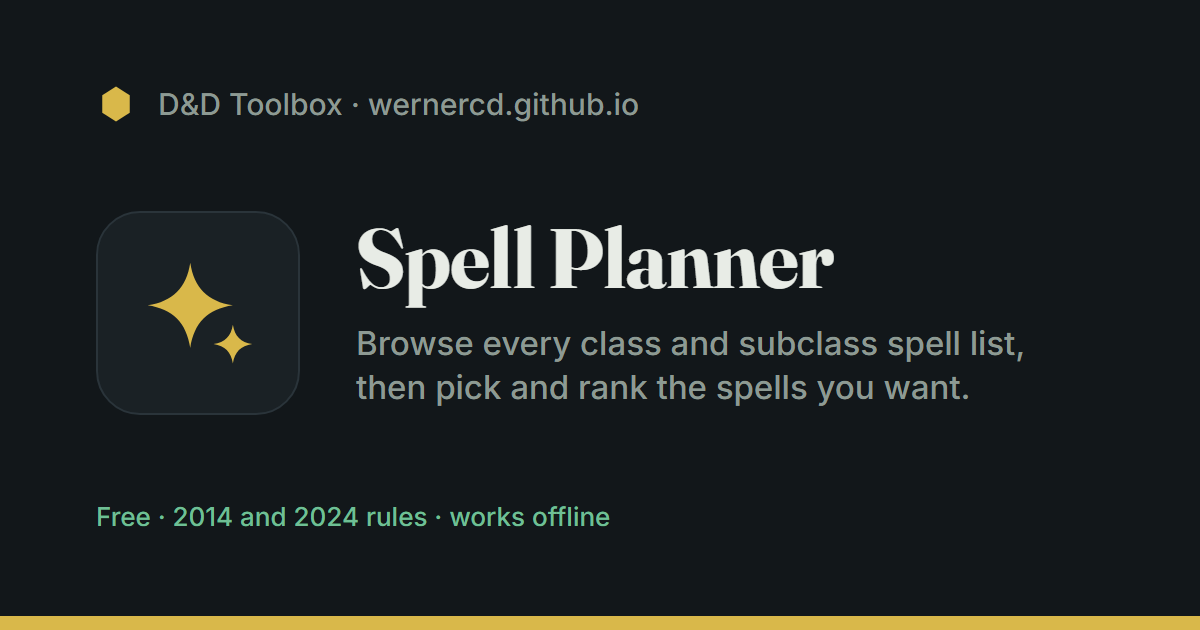 D&D Toolbox · wernercd.github.io
Spell Planner
Browse every class and subclass spell list,
then pick and rank the spells you want.
Free · 2014 and 2024 rules · works offline